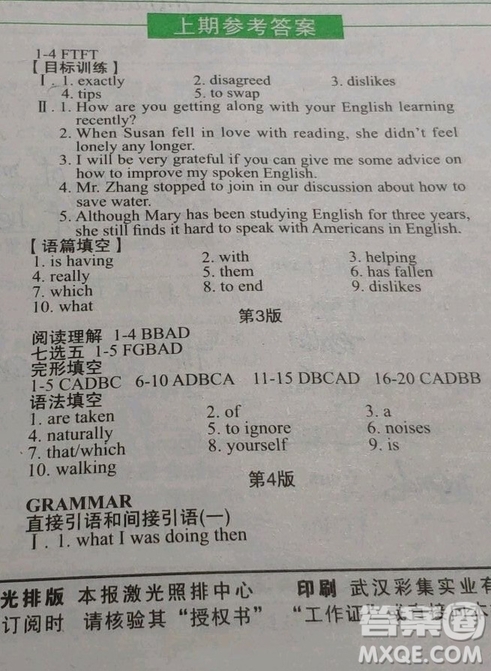 上期参考答案
1-4 FTFT
【目标训练】
Ⅰ. 1. exactly 2. disagreed 3. dislikes
4. tips 5. to swap
Ⅱ. 1. How are you getting along with your English learning
recently?
2. When Susan fell in love with reading, she didn't feel
lonely any longer.
3. I will be very grateful if you can give me some advice on
how to improve my spoken English.
4. Mr. Zhang stopped to join in our discussion about how to
save water.
5. Although Mary has been studying English for three years,
she still finds it hard to speak with Americans in English.
【语篇填空】
1. is having 2. with 3. helping
4. really 5. them 6. has fallen
7. which 8. to end 9. dislikes
10. what
第3版
阅读理解 1-4 BBAD
七选五 1-5 FGBAD
完形填空
1-5 CADBC 6-10 ADBCA 11-15 DBCAD 16-20 CADBB
语法填空
1. are taken 2. of 3. a
4. naturally 5. to ignore 6. noises
7. that/which 8. yourself 9. is
10. walking
第4版
GRAMMAR
直接引语和间接引语(一)
Ⅰ. 1. what I was doing then
光排版 本报激光照排中心 印刷 武汉彩集实业有
订阅时 请核验其“授权书” “工作证
答案圈
MXQE.COM